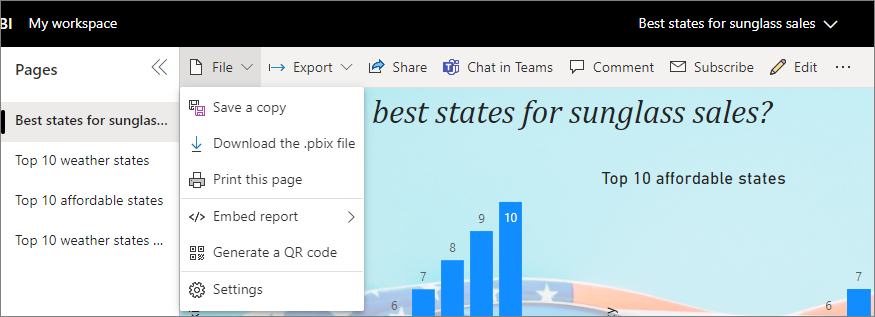 BI My workspace Best states for sunglass sales
Pages File Export Share Chat in Teams Comment Subscribe Edit ...
Best states for sunglas...
Top 10 weather states
Top 10 affordable states
Top 10 weather states ...
Save a copy
Download the .pbix file
Print this page
Embed report
Generate a QR code
Settings
best states for sunglass sales?
Top 10 affordable states
10
9
8
7
6
7
6